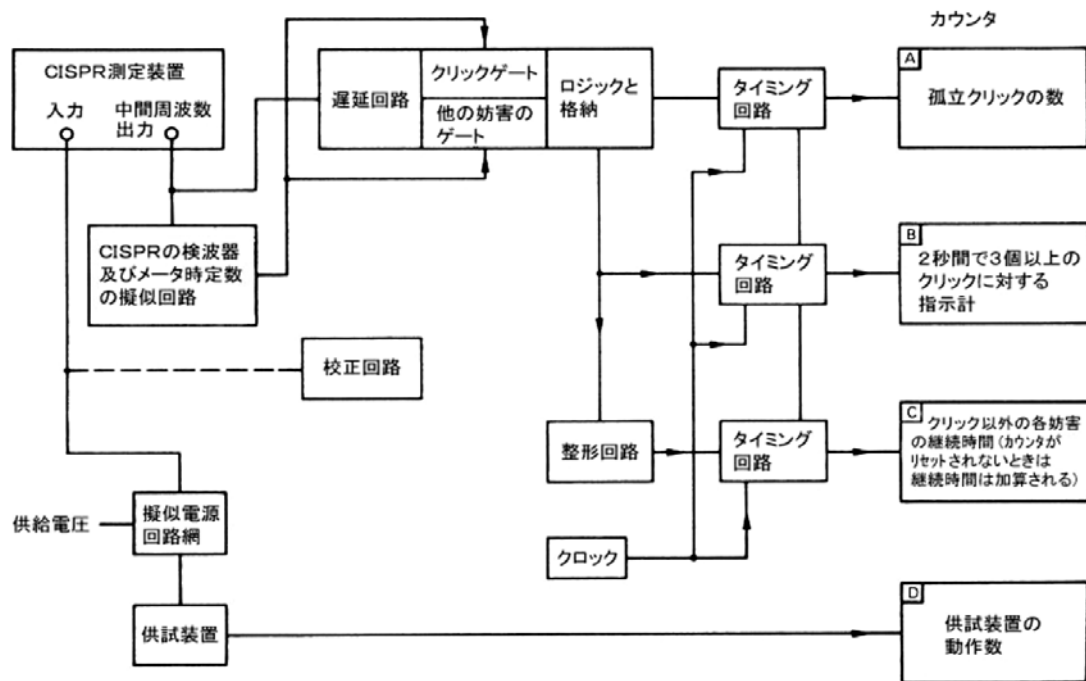 カウンタ
CISPR測定装置
入力
中間周波数
出力
遅延回路
クリックゲート
他の妨害の
ゲート
ロジックと
格納
タイミング
回路
A
孤立クリックの数
CISPRの検波器
及びメータ時定数
の擬似回路
タイミング
回路
B
2秒間で3個以上の
クリックに対する
指示計
校正回路
整形回路
タイミング
回路
C
クリック以外の各妨害
の継続時間(カウンタが
リセットされないときは
継続時間は加算される)
供給電圧
擬似電源
回路網
クロック
供試装置
D
供試装置の
動作数